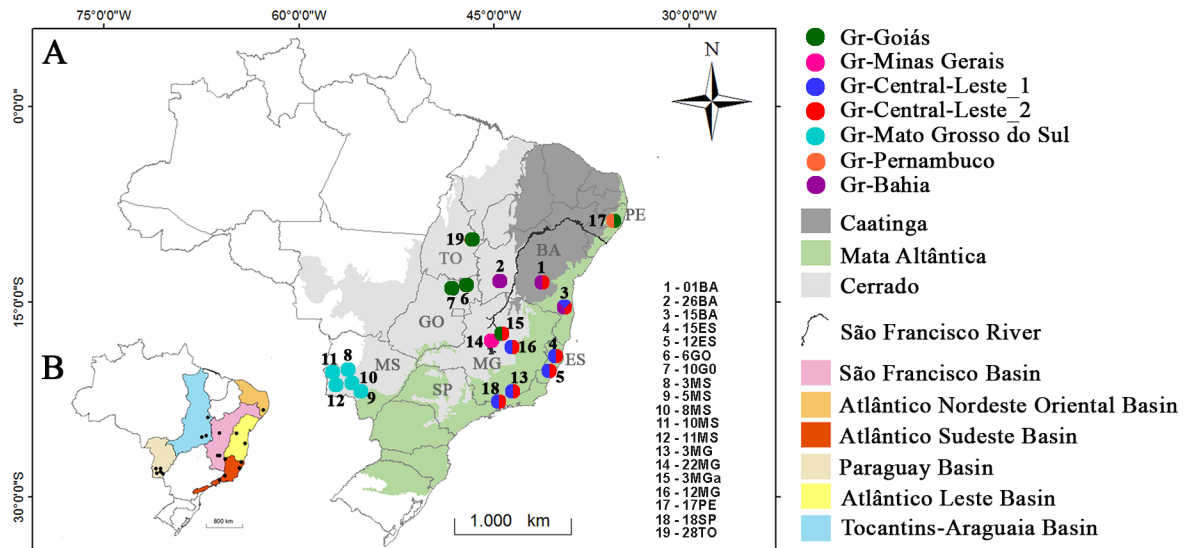 75°0'0"W 60°0'0"W 45°0'0"W 30°0'0"W
A
N
0°0'0"
15°0'0"
30°0'0"S
PE
17
BA
19
TO
2
1
3
7
6
GO
15
14
16
MG
4
ES
5
11
8
MS
10
12
9
SP
18
13
B
800 km
1.000 km
1 - 01BA
2 - 26BA
3 - 15BA
4 - 15ES
5 - 12ES
6 - 6GO
7 - 10G0
8 - 3MS
9 - 5MS
10 - 8MS
11 - 10MS
12 - 11MS
13 - 3MG
14 - 22MG
15 - 3MGa
16 - 12MG
17 - 17PE
18 - 18SP
19 - 28TO
Gr-Goiás
Gr-Minas Gerais
Gr-Central-Leste_1
Gr-Central-Leste_2
Gr-Mato Grosso do Sul
Gr-Pernambuco
Gr-Bahia
Caatinga
Mata Altântica
Cerrado
São Francisco River
São Francisco Basin
Atlântico Nordeste Oriental Basin
Atlântico Sudeste Basin
Paraguay Basin
Atlântico Leste Basin
Tocantins-Araguaia Basin